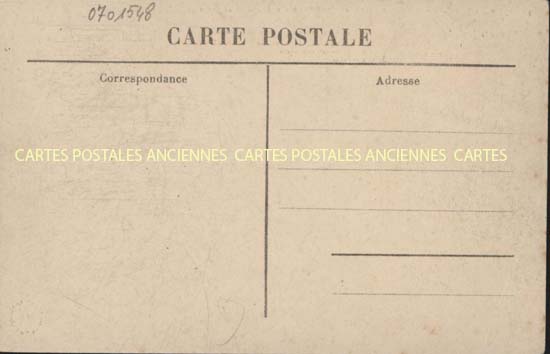 0701548
CARTE POSTALE
Correspondance
Adresse
CARTES POSTALES ANCIENNES CARTES POSTALES ANCIENNES CARTES